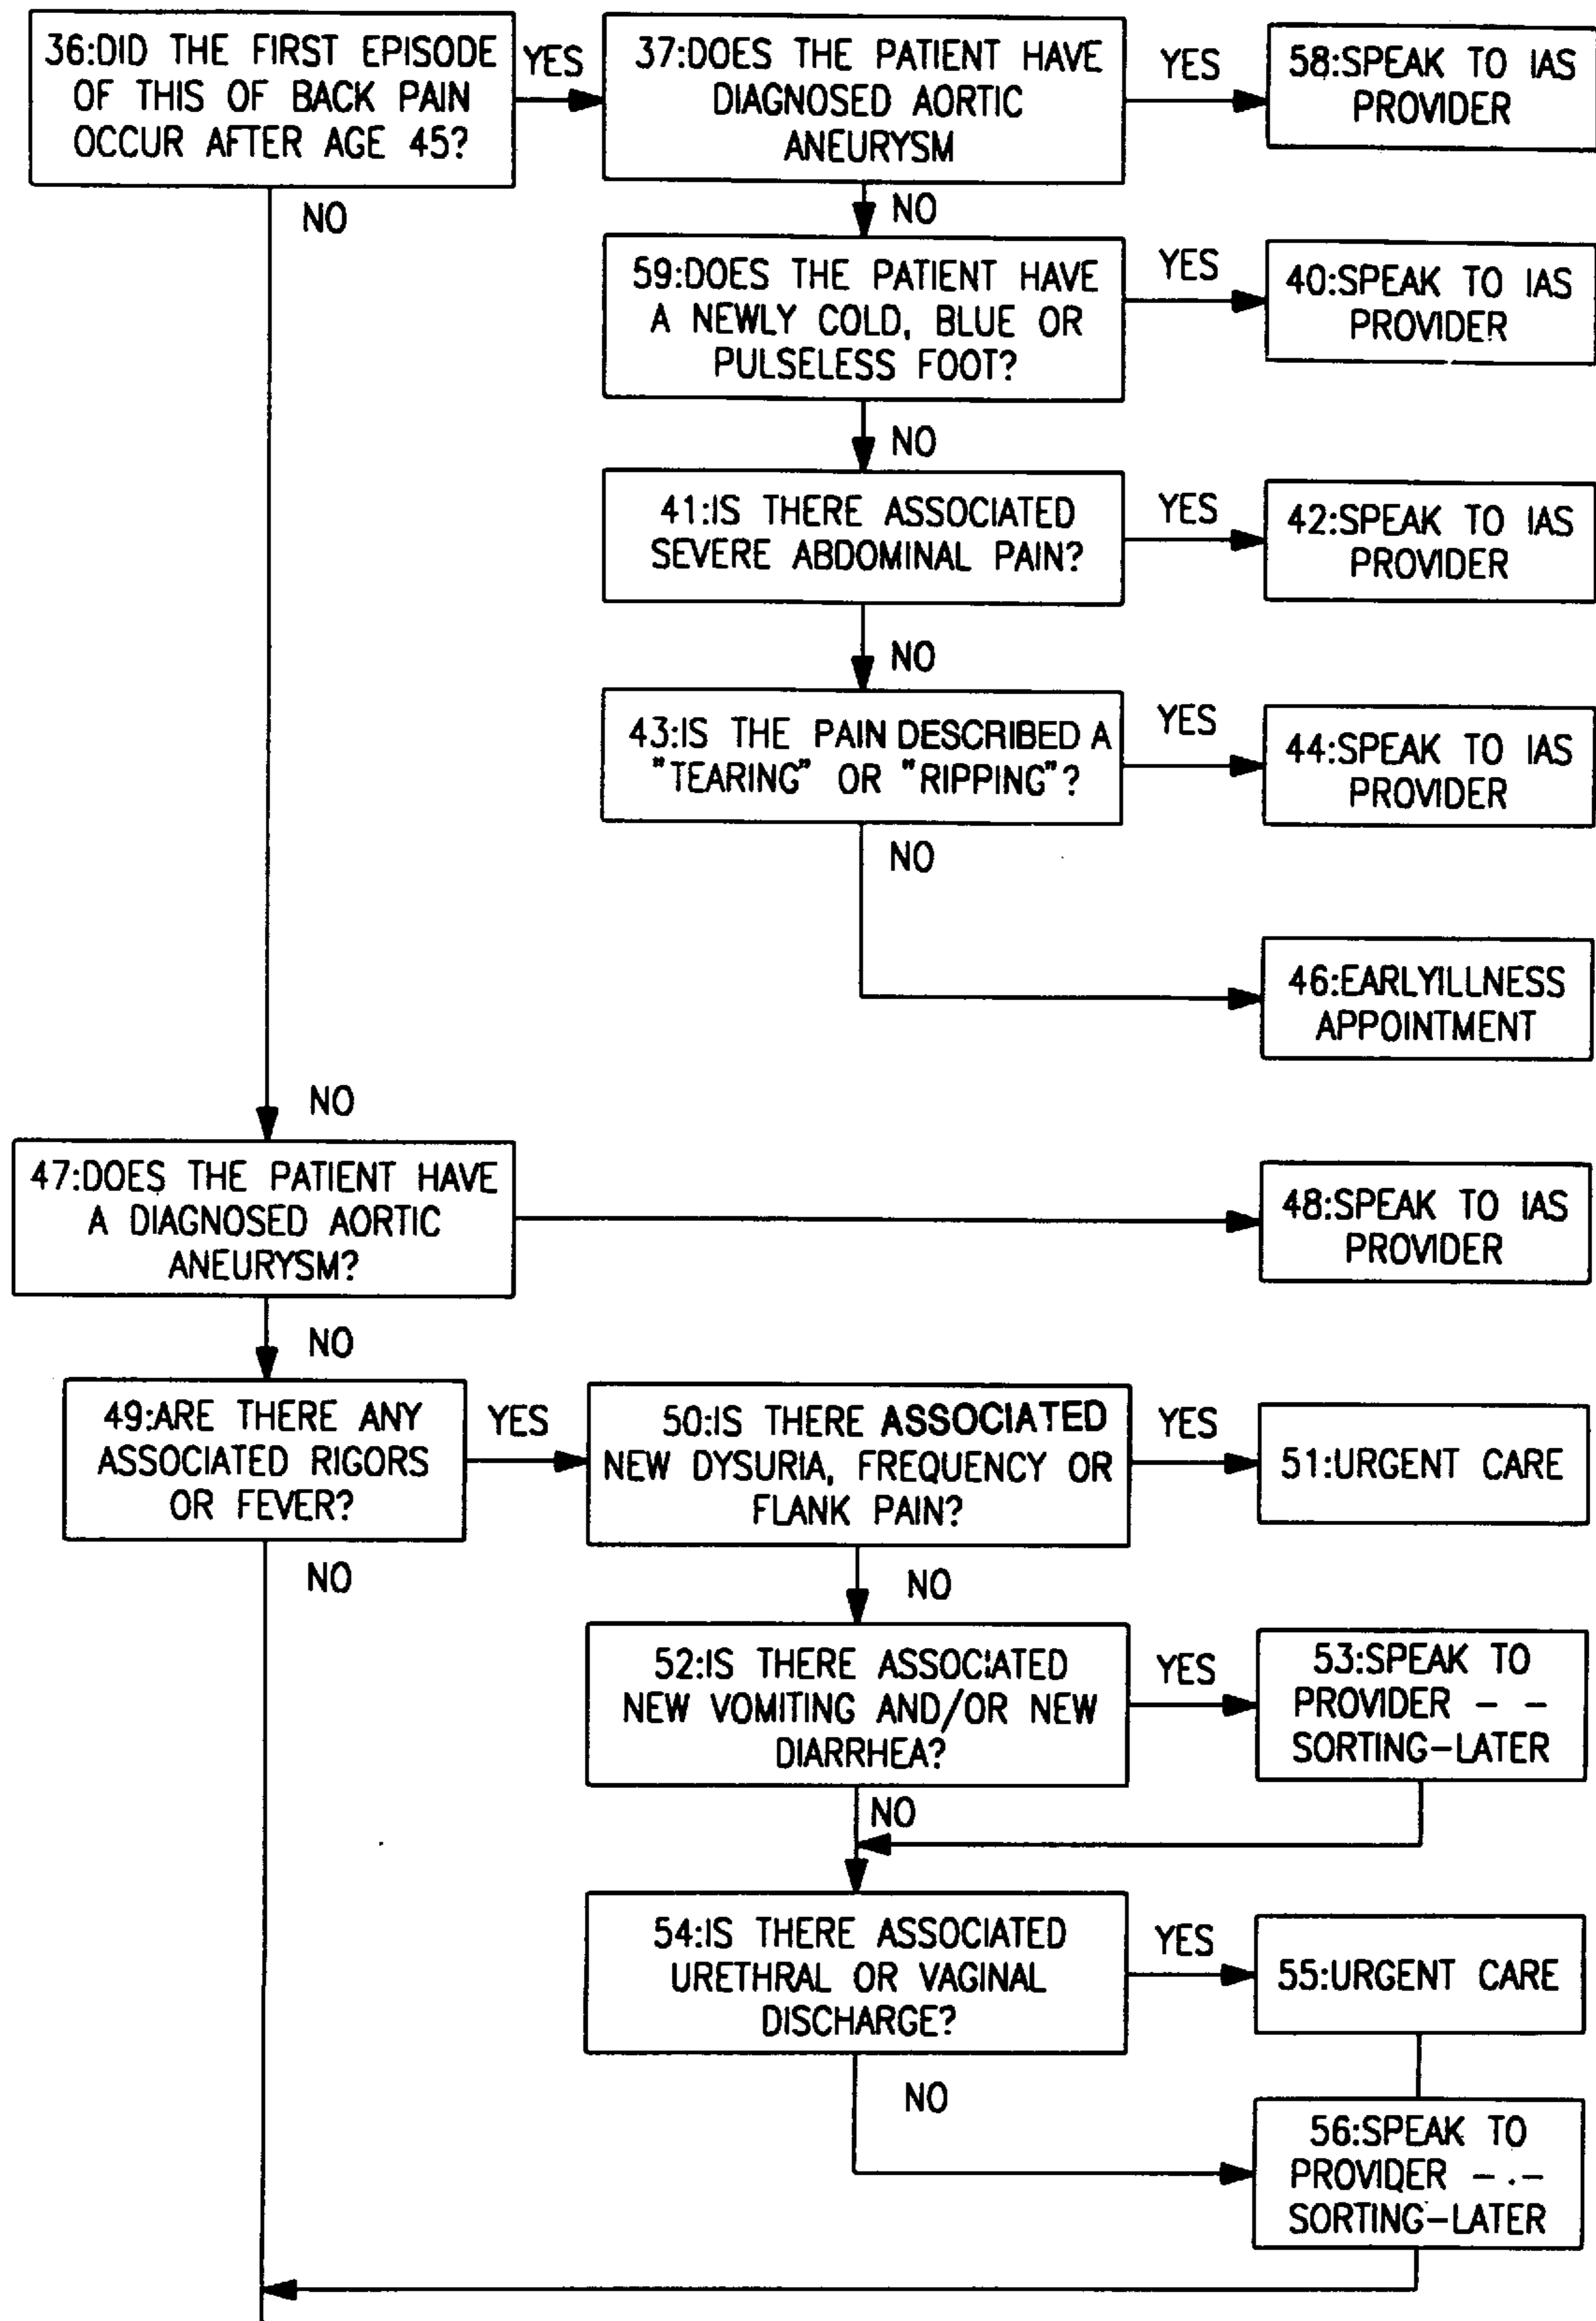 36:DID THE FIRST EPISODE
OF THIS OF BACK PAIN
OCCUR AFTER AGE 45?
YES
37:DOES THE PATIENT HAVE
DIAGNOSED AORTIC
ANEURYSM
YES
58:SPEAK TO IAS
PROVIDER
NO
NO
59:DOES THE PATIENT HAVE
A NEWLY COLD, BLUE OR
PULSELESS FOOT?
YES
40:SPEAK TO IAS
PROVIDER
NO
41:IS THERE ASSOCIATED
SEVERE ABDOMINAL PAIN?
YES
42:SPEAK TO IAS
PROVIDER
NO
43:IS THE PAIN DESCRIBED A
"TEARING" OR "RIPPING"?
YES
44:SPEAK TO IAS
PROVIDER
NO
46:EARLYILLNESS
APPOINTMENT
NO
47:DOES THE PATIENT HAVE
A DIAGNOSED AORTIC
ANEURYSM?
48:SPEAK TO IAS
PROVIDER
NO
49:ARE THERE ANY
ASSOCIATED RIGORS
OR FEVER?
YES
50:IS THERE ASSOCIATED
NEW DYSURIA, FREQUENCY OR
FLANK PAIN?
YES
51:URGENT CARE
NO
NO
52:IS THERE ASSOCIATED
NEW VOMITING AND/OR NEW
DIARRHEA?
YES
53:SPEAK TO
PROVIDER - -
SORTING-LATER
NO
54:IS THERE ASSOCIATED
URETHRAL OR VAGINAL
DISCHARGE?
YES
55:URGENT CARE
NO
56:SPEAK TO
PROVIDER - -
SORTING-LATER